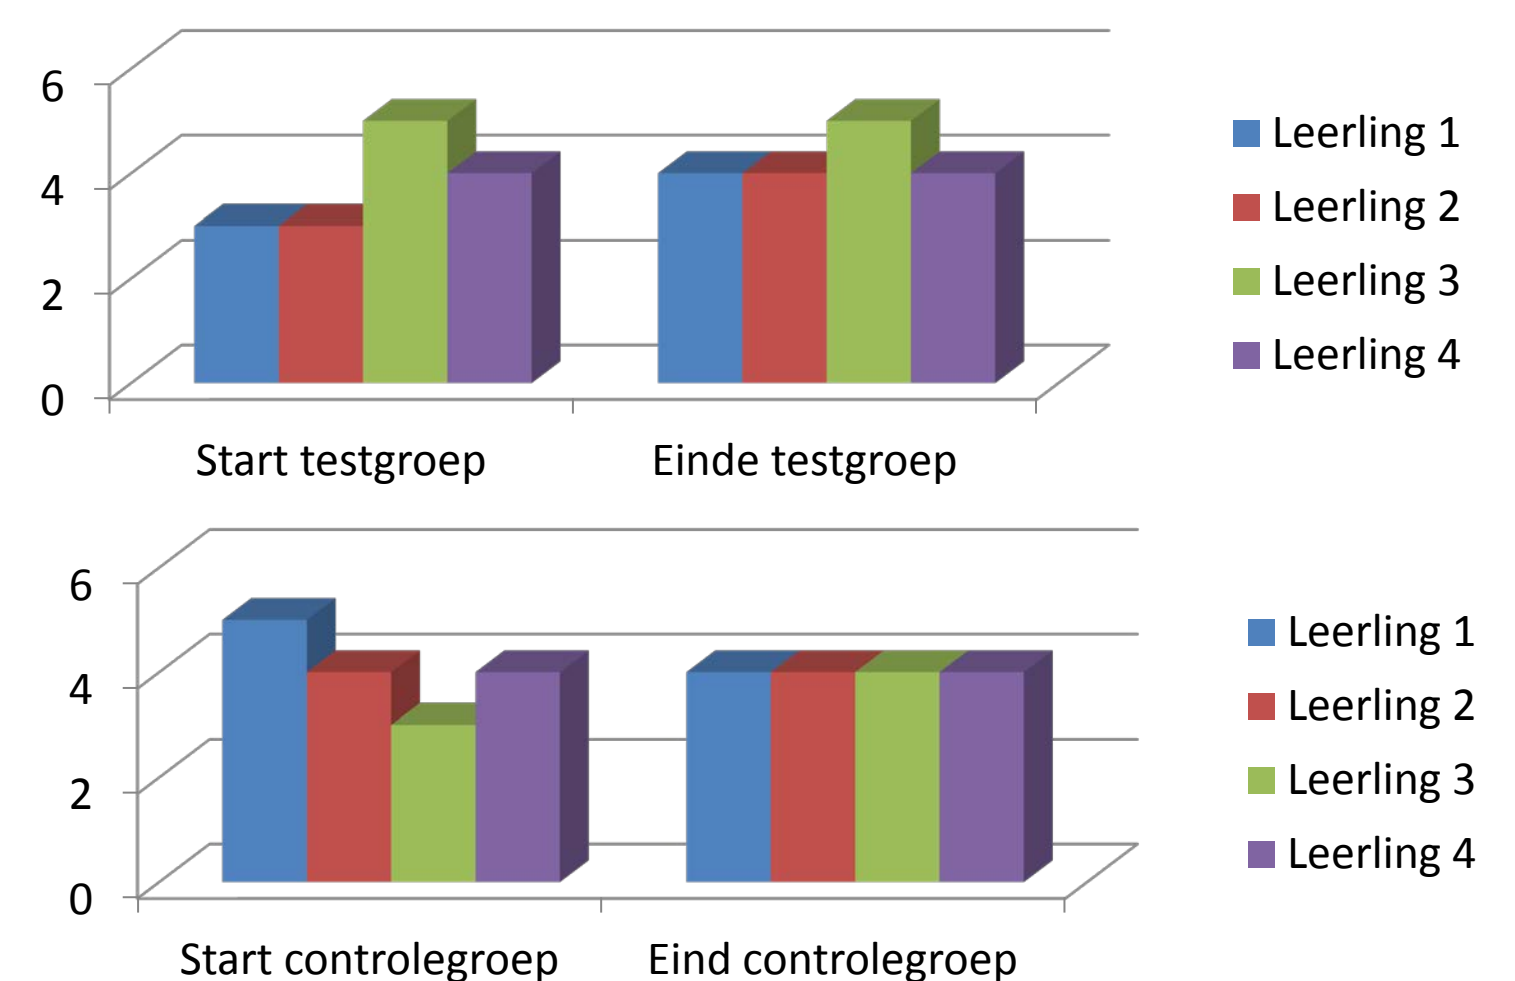 6
4
2
0
Start testgroep
Einde testgroep
Leerling 1
Leerling 2
Leerling 3
Leerling 4
6
4
2
0
Start controlegroep
Eind controlegroep
Leerling 1
Leerling 2
Leerling 3
Leerling 4